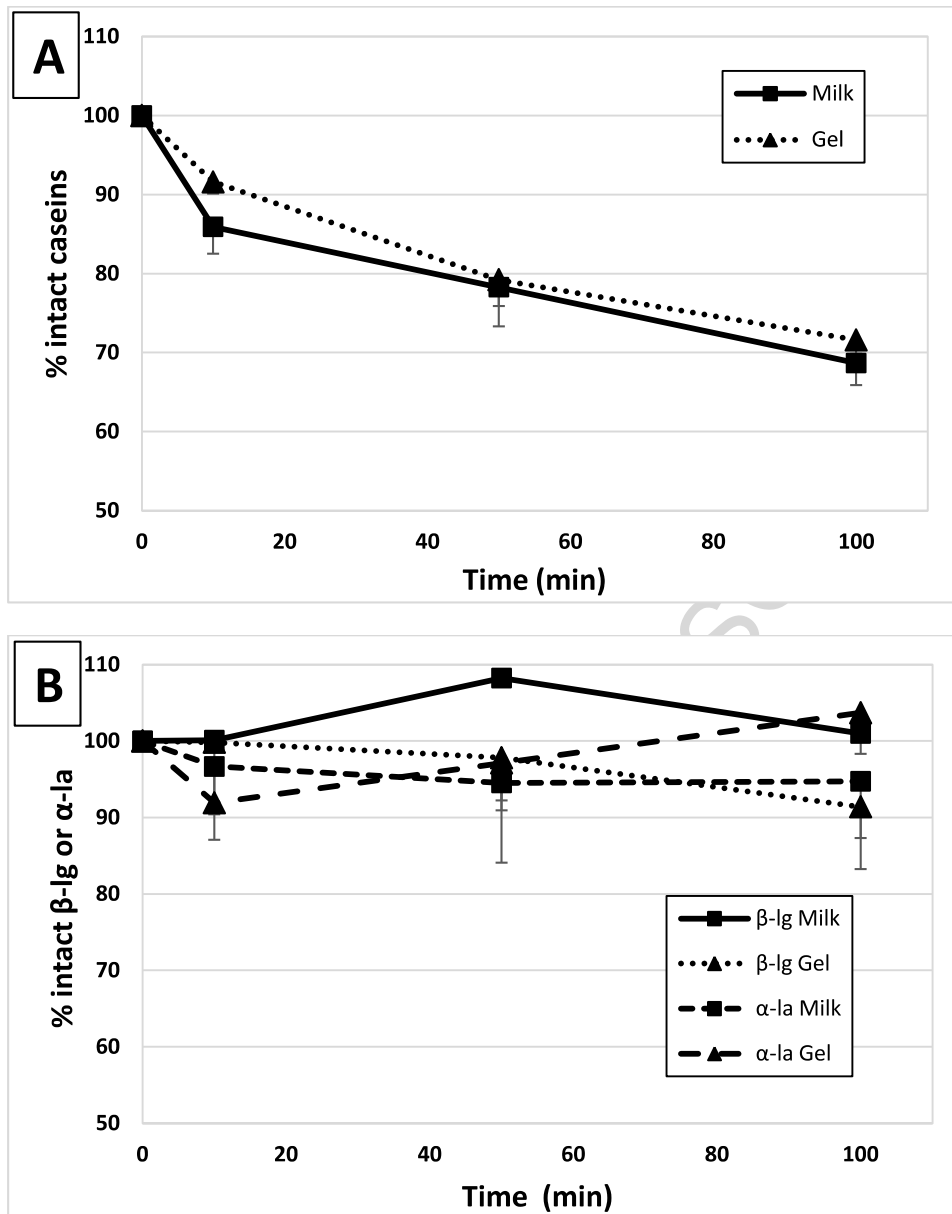 A
110
100
90
80
70
60
50
% intact caseins
Milk
Gel
0 20 40 60 80 100
Time (min)
B
110
100
90
80
70
60
50
% intact β-lg or α-la
β-lg Milk
β-lg Gel
α-la Milk
α-la Gel
0 20 40 60 80 100
Time (min)